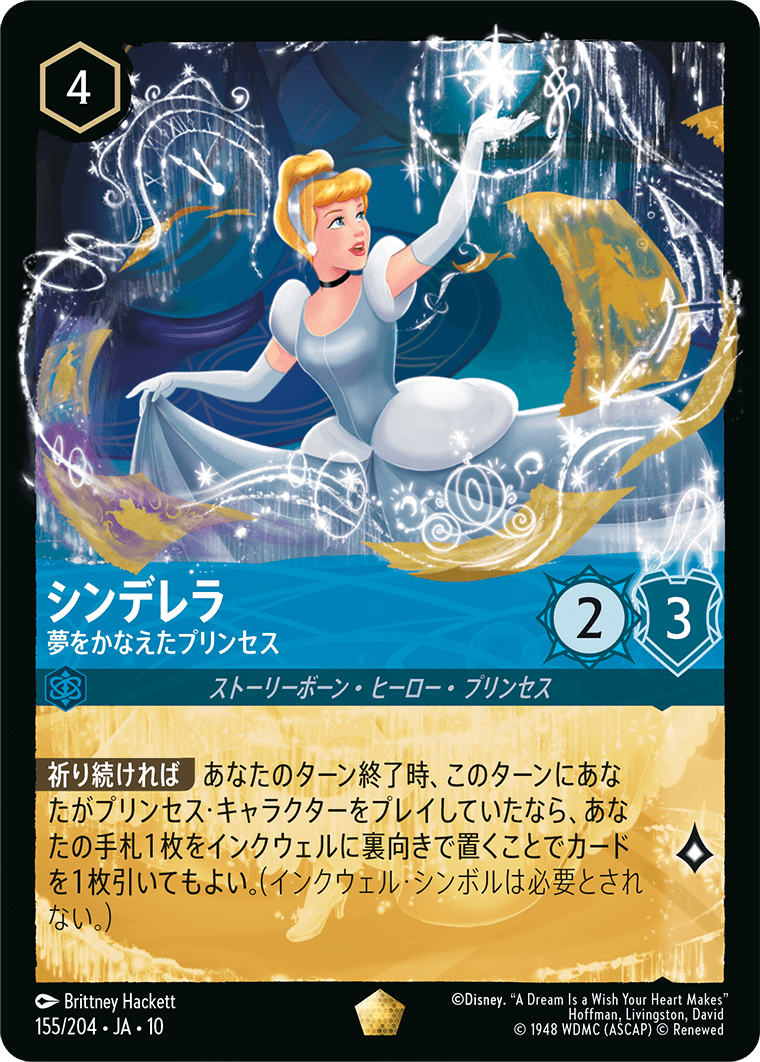 4
シンデレラ
夢をかなえたプリンセス
2
3
ストーリーボーン・ヒーロー・プリンセス
祈り続ければ あなたのターン終了時、このターンにあな
たがプリンセス·キャラクターをプレイしていたなら、あな
たの手札1枚をインクウェルに裏向きで置くことでカード
を1枚引いてもよい。(インクウェル·シンボルは必要とされ
ない。)
Brittney Hackett
155/204 • JA • 10
©Disney. “A Dream Is a Wish Your Heart Makes”
Hoffman, Livingston, David
© 1948 WDMC (ASCAP) © Renewed